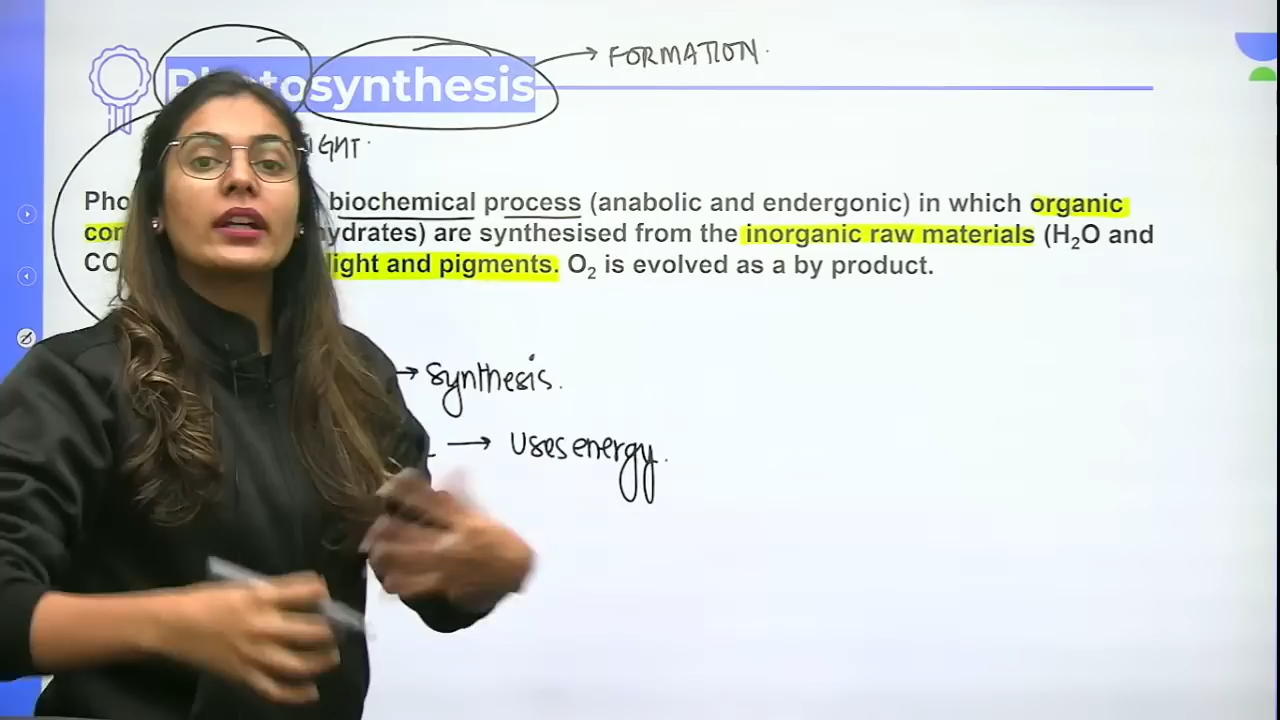 Photosynthesis → FORMATION.
IGHT.
Pho biochemical process (anabolic and endergonic) in which organic
con ydrates) are synthesised from the inorganic raw materials (H₂O and
CO light and pigments. O₂ is evolved as a by product.
→ Synthesis.
→ uses energy.